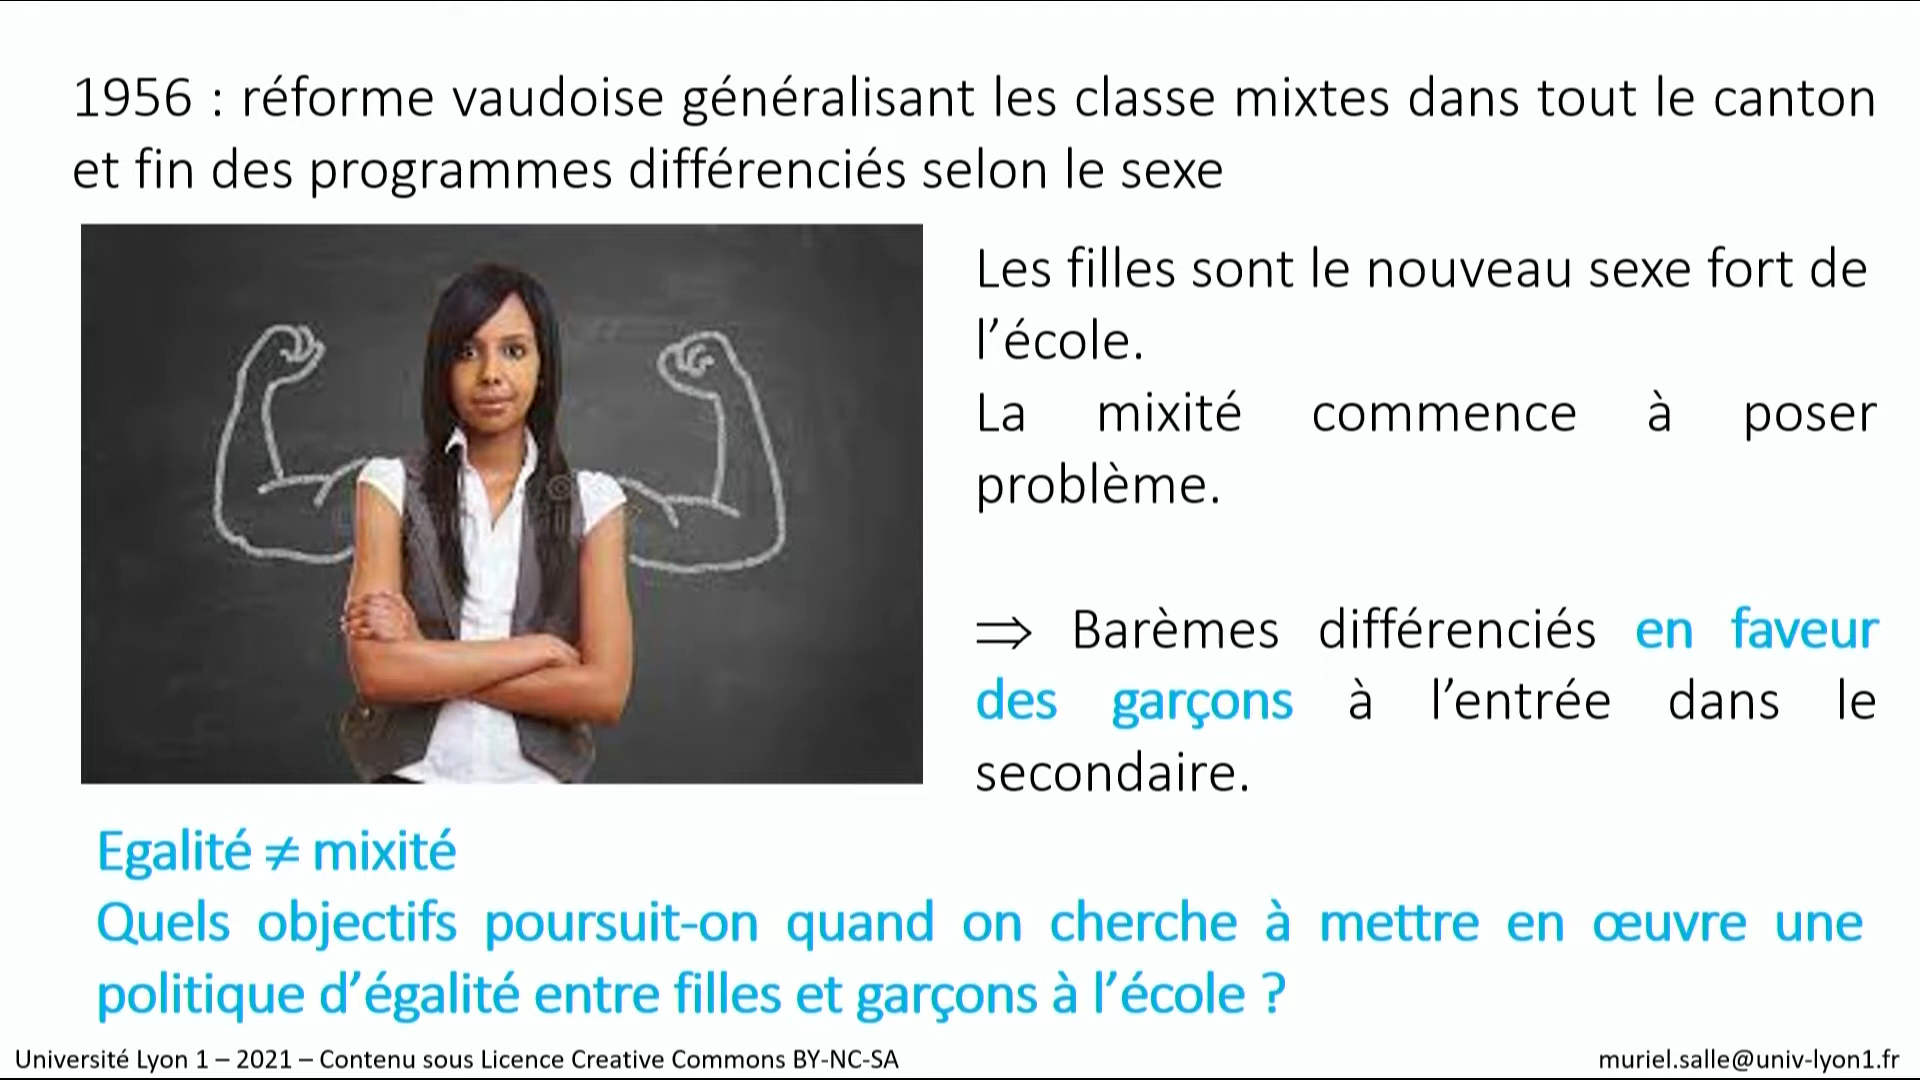 1956 : réforme vaudoise généralisant les classe mixtes dans tout le canton
et fin des programmes différenciés selon le sexe
Les filles sont le nouveau sexe fort de
l’école.
La mixité commence à poser
problème.
⇒ Barèmes différenciés en faveur
des garçons à l’entrée dans le
secondaire.
Egalité ≠ mixité
Quels objectifs poursuit-on quand on cherche à mettre en œuvre une
politique d’égalité entre filles et garçons à l’école ?
Université Lyon 1 – 2021 – Contenu sous Licence Creative Commons BY-NC-SA
muriel.salle@univ-lyon1.fr